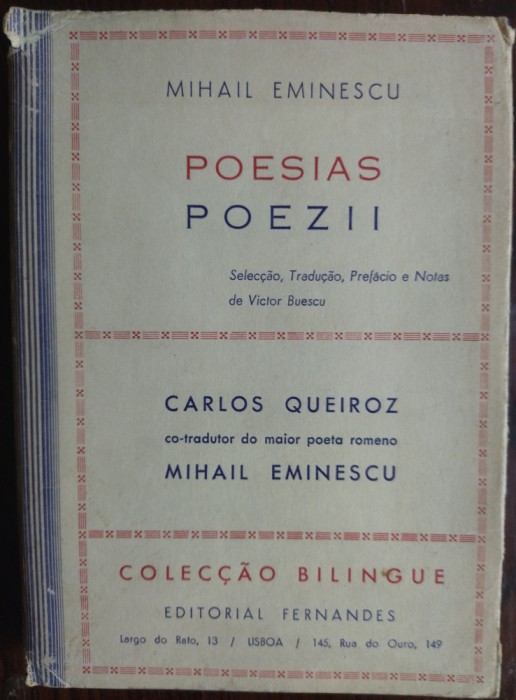 MIHAIL EMINESCU
POESIAS
POEZII
Selecção, Tradução, Prefácio e Notas
de Victor Buescu
CARLOS QUEIROZ
co-tradutor do maior poeta romeno
MIHAIL EMINESCU
COLECÇÃO BILINGUE
EDITORIAL FERNANDES
Largo do Rato, 13 / LISBOA / 145, Rua do Ouro, 149